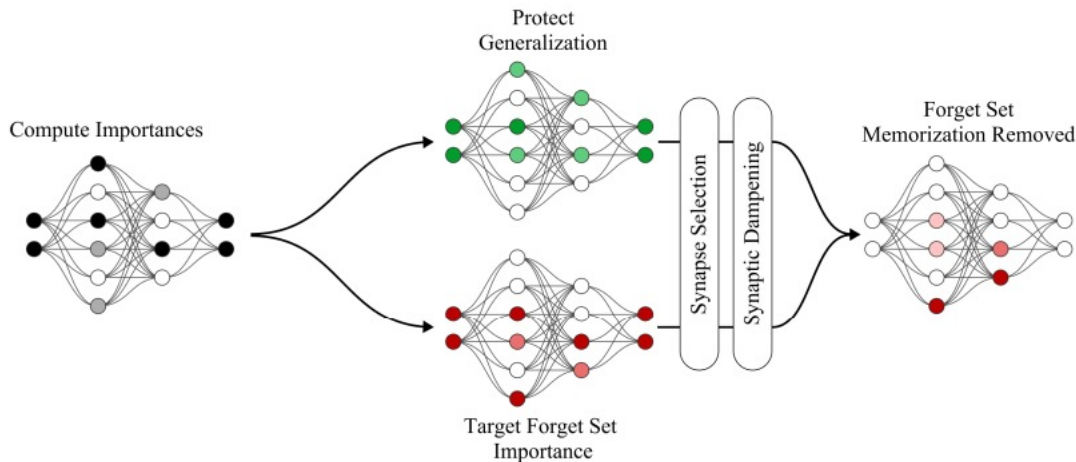 Compute Importances
Protect
Generalization
Target Forget Set
Importance
Synapse Selection
Synaptic Dampening
Forget Set
Memorization Removed